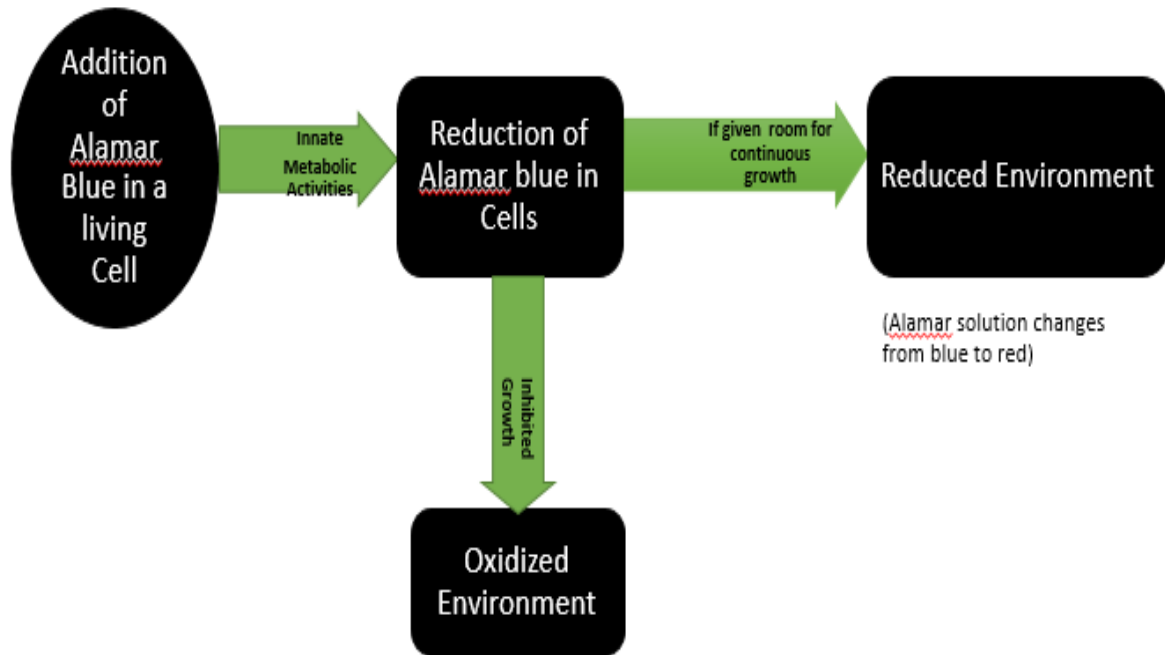 Addition
of
Alamar
Blue in a
living
Cell
Innate
Metabolic
Activities
Reduction of
Alamar blue in
Cells
If given room for
continuous
growth
Reduced Environment
(Alamar solution changes
from blue to red)
Inhibited
Growth
Oxidized
Environment